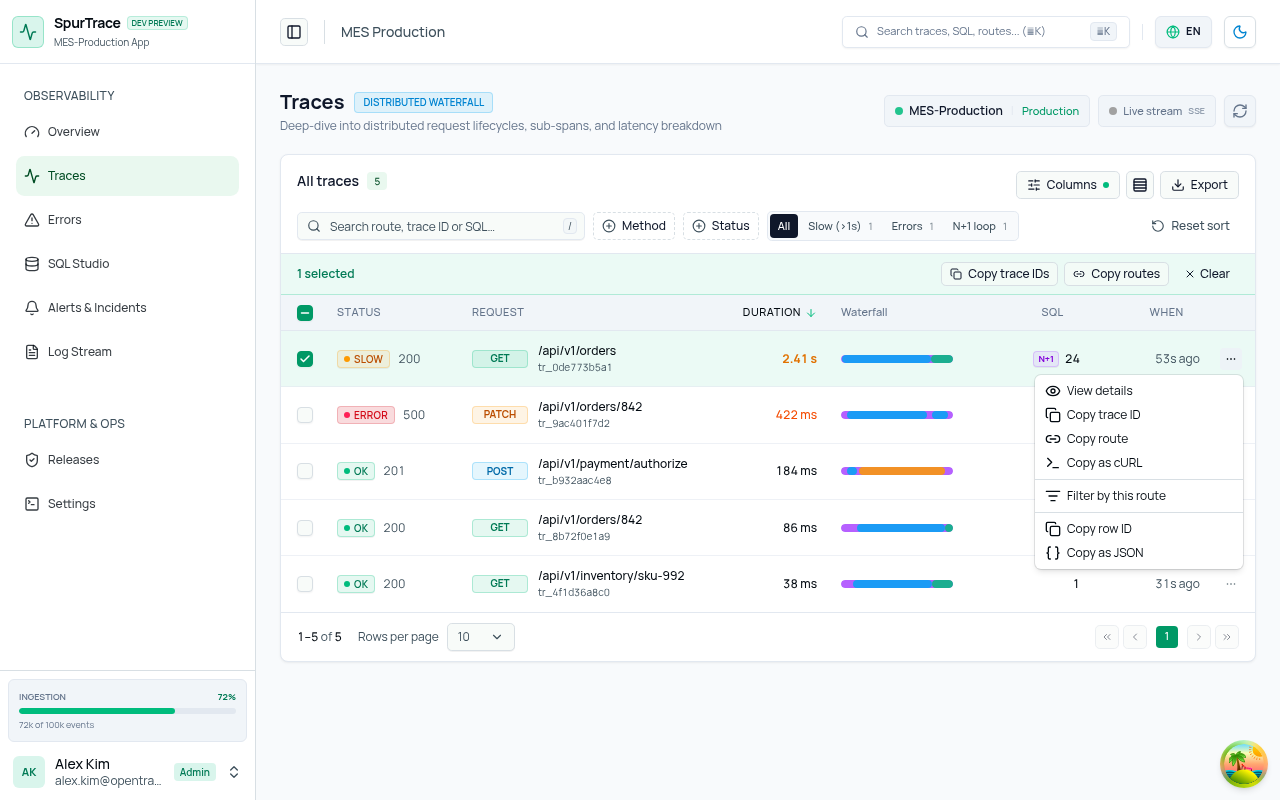 SpurTrace DEV PREVIEW
MES-Production App
OBSERVABILITY
Overview
Traces
Errors
SQL Studio
Alerts & Incidents
Log Stream
PLATFORM & OPS
Releases
Settings
INGESTION 72%
72k of 100k events
AK
Alex Kim
alex.kim@opentra...
Admin
MES Production
Search traces, SQL, routes... (⌘K) ⌘K
EN
Traces DISTRIBUTED WATERFALL
Deep-dive into distributed request lifecycles, sub-spans, and latency breakdown
MES-Production Production
Live stream SSE
All traces 5
Columns
Export
Search route, trace ID or SQL... /
Method
Status
All Slow (>1s) 1 Errors 1 N+1 loop 1
Reset sort
1 selected
Copy trace IDs
Copy routes
Clear
STATUS REQUEST DURATION Waterfall SQL WHEN
SLOW 200 GET /api/v1/orders 2.41 s N+1 24 53s ago
tr_0de773b5a1
ERROR 500 PATCH /api/v1/orders/842 422 ms
tr_9ac401f7d2
OK 201 POST /api/v1/payment/authorize 184 ms
tr_b932aac4e8
OK 200 GET /api/v1/orders/842 86 ms
tr_8b72f0e1a9
OK 200 GET /api/v1/inventory/sku-992 38 ms 1 31s ago
tr_4f1d36a8c0
View details
Copy trace ID
Copy route
Copy as cURL
Filter by this route
Copy row ID
Copy as JSON
1–5 of 5 Rows per page 10
« ‹ 1 › »